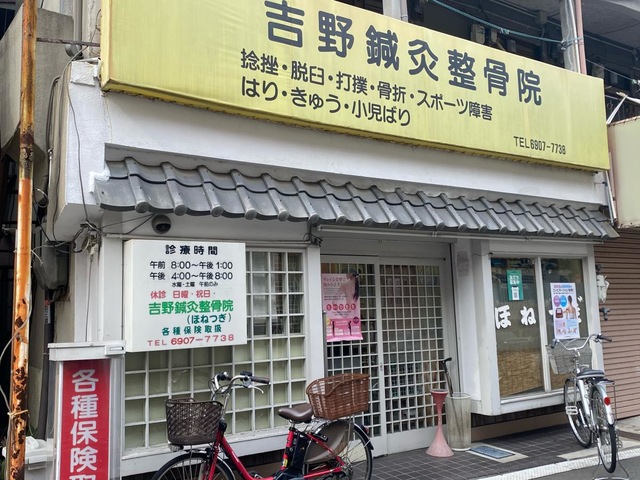 吉野鍼灸整骨院
捻挫・脱臼・打撲・骨折・スポーツ障害
はり・きゅう・小児ばり
TEL6907-7738
診療時間
午前 8:00〜午後1:00
午後 4:00〜午後8:00
水曜・土曜 午前のみ
休診 日曜・祝日
吉野鍼灸整骨院
(ほねつぎ)
各種保険取扱
TEL 6907-7738
各種保険取
ほねつぎ